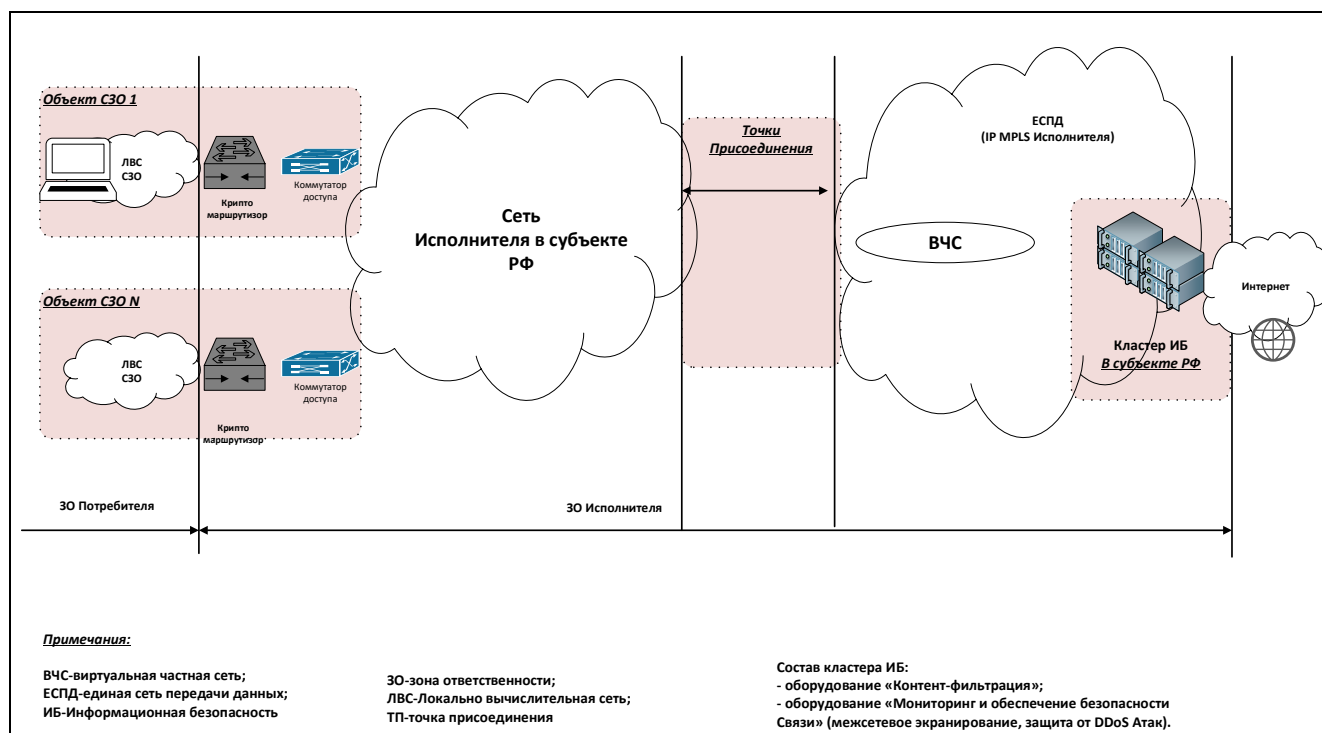 Объект СЗО 1
ЛВС
СЗО
Крипто
маршрутизор
Коммутатор
доступа
Объект СЗО N
ЛВС
СЗО
Крипто
маршрутизор
Коммутатор
доступа
Сеть
Исполнителя в субъекте
РФ
Точки
Присоединения
ЕСПД
(IP MPLS Исполнителя)
ВЧС
Кластер ИБ
В субъекте РФ
Интернет
ЗО Потребителя
ЗО Исполнителя
Примечания:
ВЧС-виртуальная частная сеть;
ЕСПД-единая сеть передачи данных;
ИБ-Информационная безопасность
ЗО-зона ответственности;
ЛВС-Локально вычислительная сеть;
ТП-точка присоединения
Состав кластера ИБ:
- оборудование «Контент-фильтрация»;
- оборудование «Мониторинг и обеспечение безопасности
Связи» (межсетевое экранирование, защита от DDoS Атак).